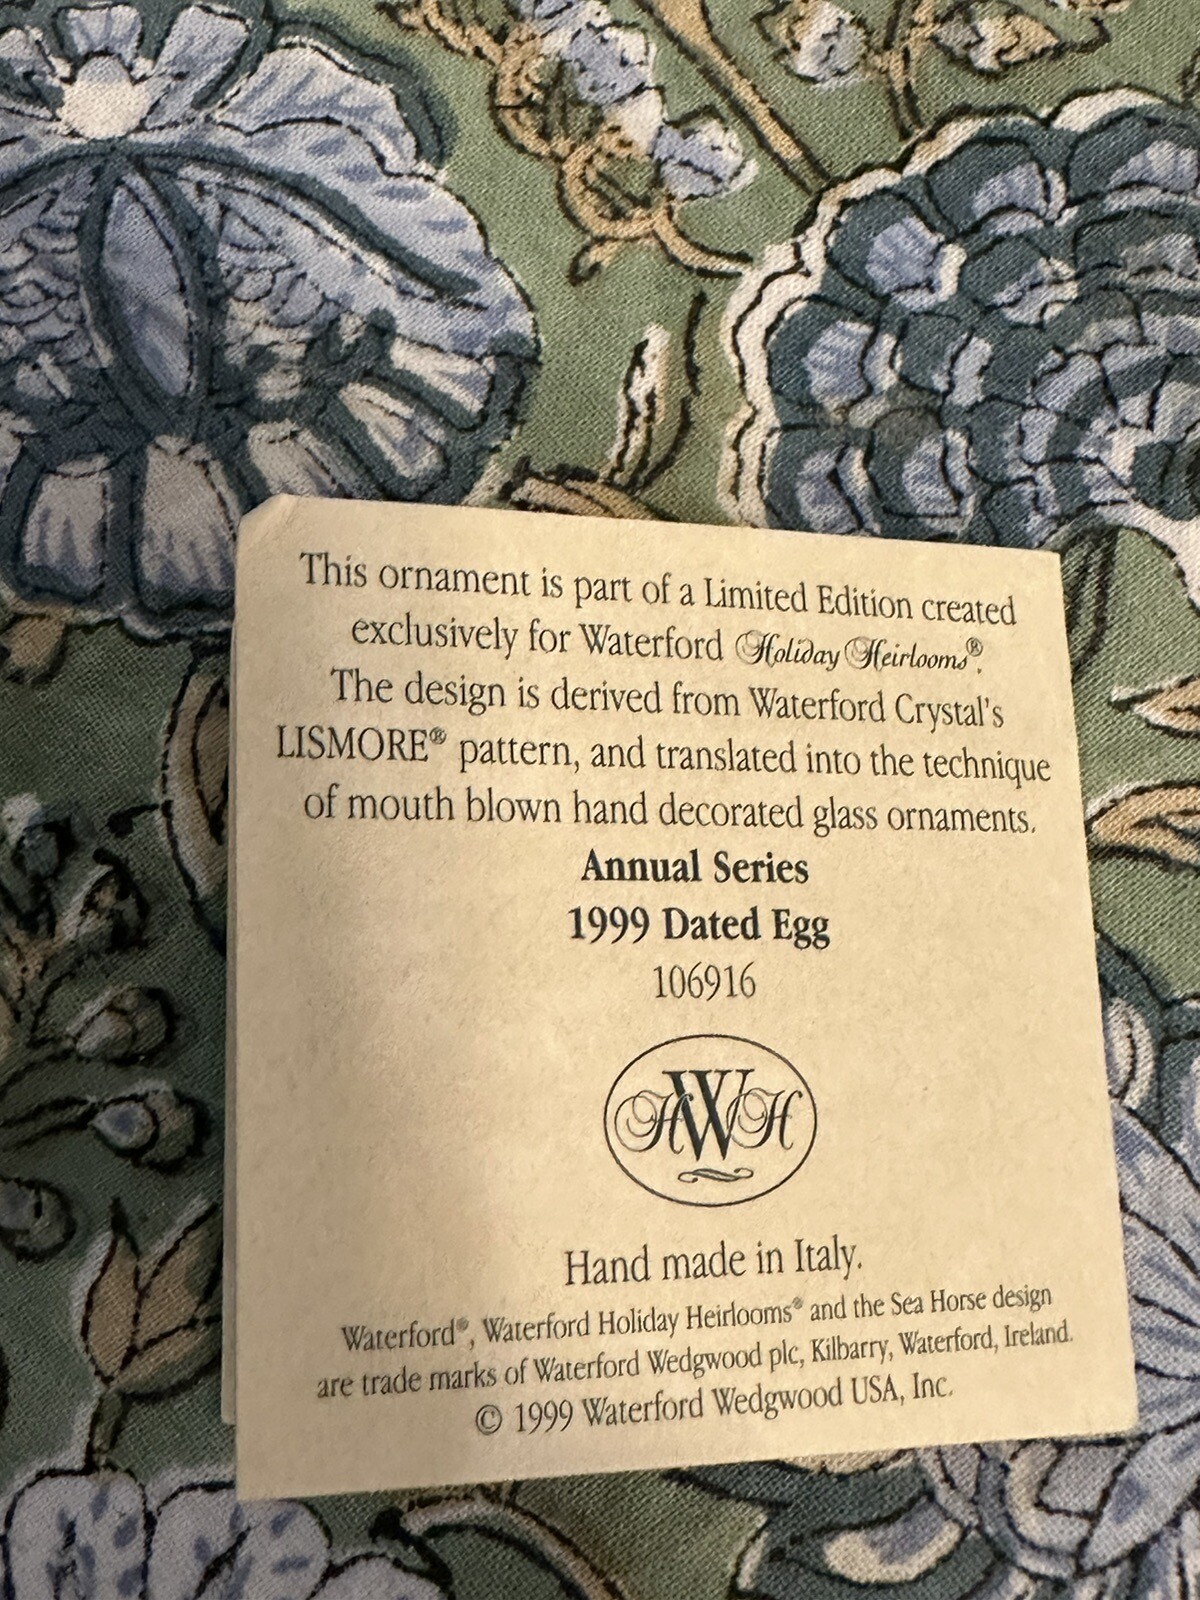 This ornament is part of a Limited Edition created
exclusively for Waterford Holiday Heirlooms®.
The design is derived from Waterford Crystal's
LISMORE® pattern, and translated into the technique
of mouth blown hand decorated glass ornaments.
Annual Series
1999 Dated Egg
106916
HWH
Hand made in Italy.
Waterford®, Waterford Holiday Heirlooms® and the Sea Horse design
are trade marks of Waterford Wedgwood plc, Kilbarry, Waterford, Ireland.
© 1999 Waterford Wedgwood USA, Inc.